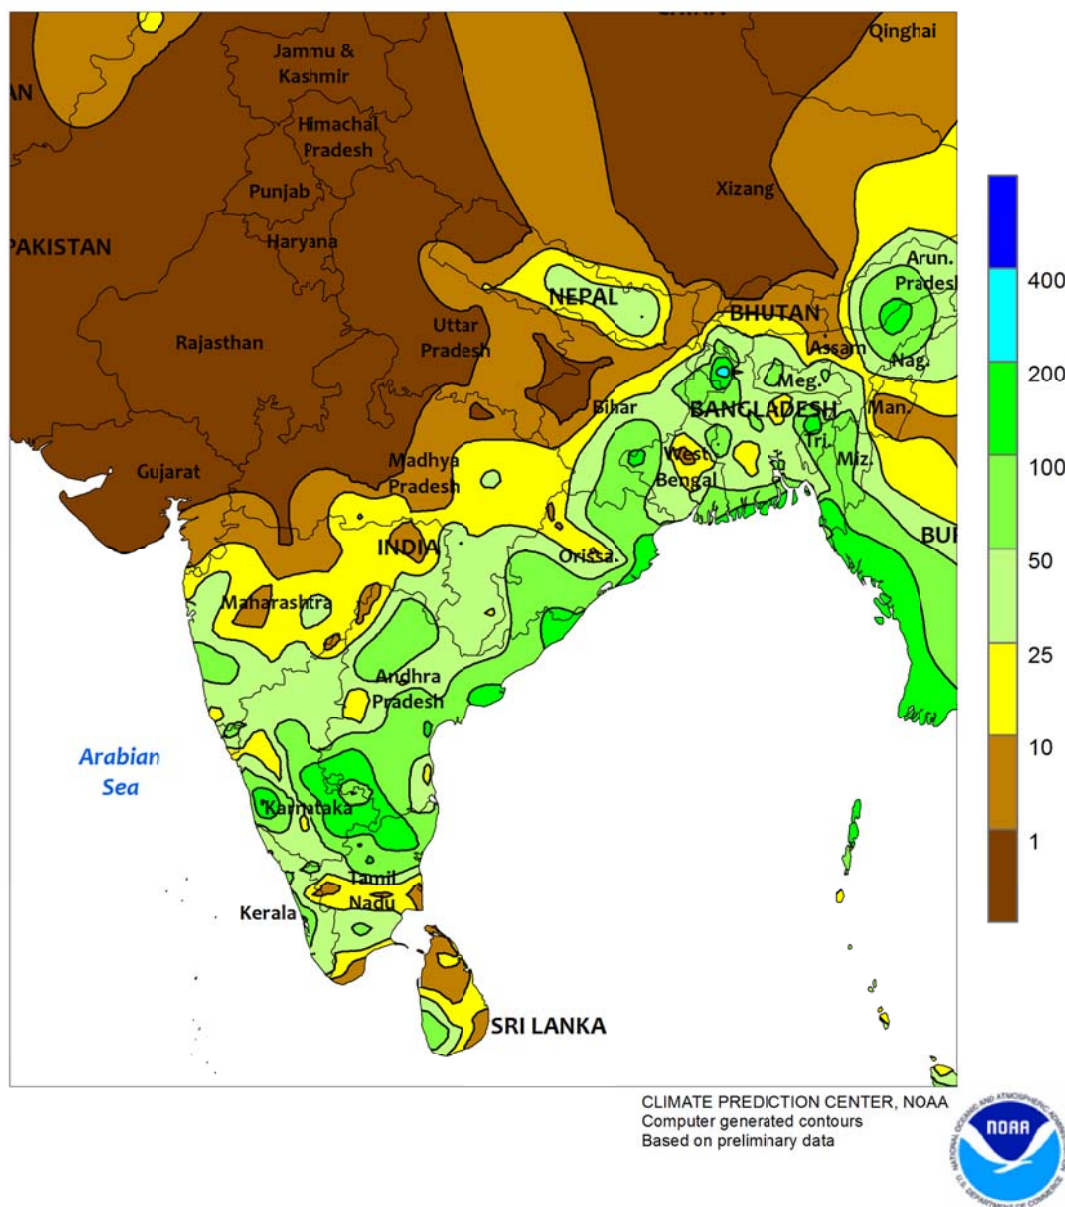 CHINA
Qinghai
Jammu &
Kashmir
AN
Himachal
Pradesh
Punjab
Xizang
Haryana
PAKISTAN
Arun.
Pradesh
NEPAL
BHUTAN
Uttar
Pradesh
Rajasthan
Assam
Nag.
Meg.
Bihar
BANGLADESH
Man.
Tri.
West
Bengal
Miz.
Madhya
Pradesh
Gujarat
INDIA
Orissa
BUR
Maharashtra
Andhra
Pradesh
Arabian
Sea
Karnataka
Tamil
Nadu
Kerala
SRI LANKA
400
200
100
50
25
10
1
CLIMATE PREDICTION CENTER, NOAA
Computer generated contours
Based on preliminary data
NOAA